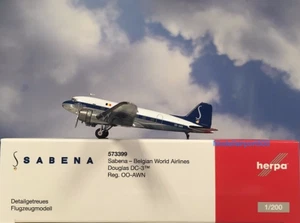 SABENA
573399
Sabena – Belgian World Airlines
Douglas DC-3™
Reg. OO-AWN
herpa
Detailgetreues
Flugzeugmodell
1/200